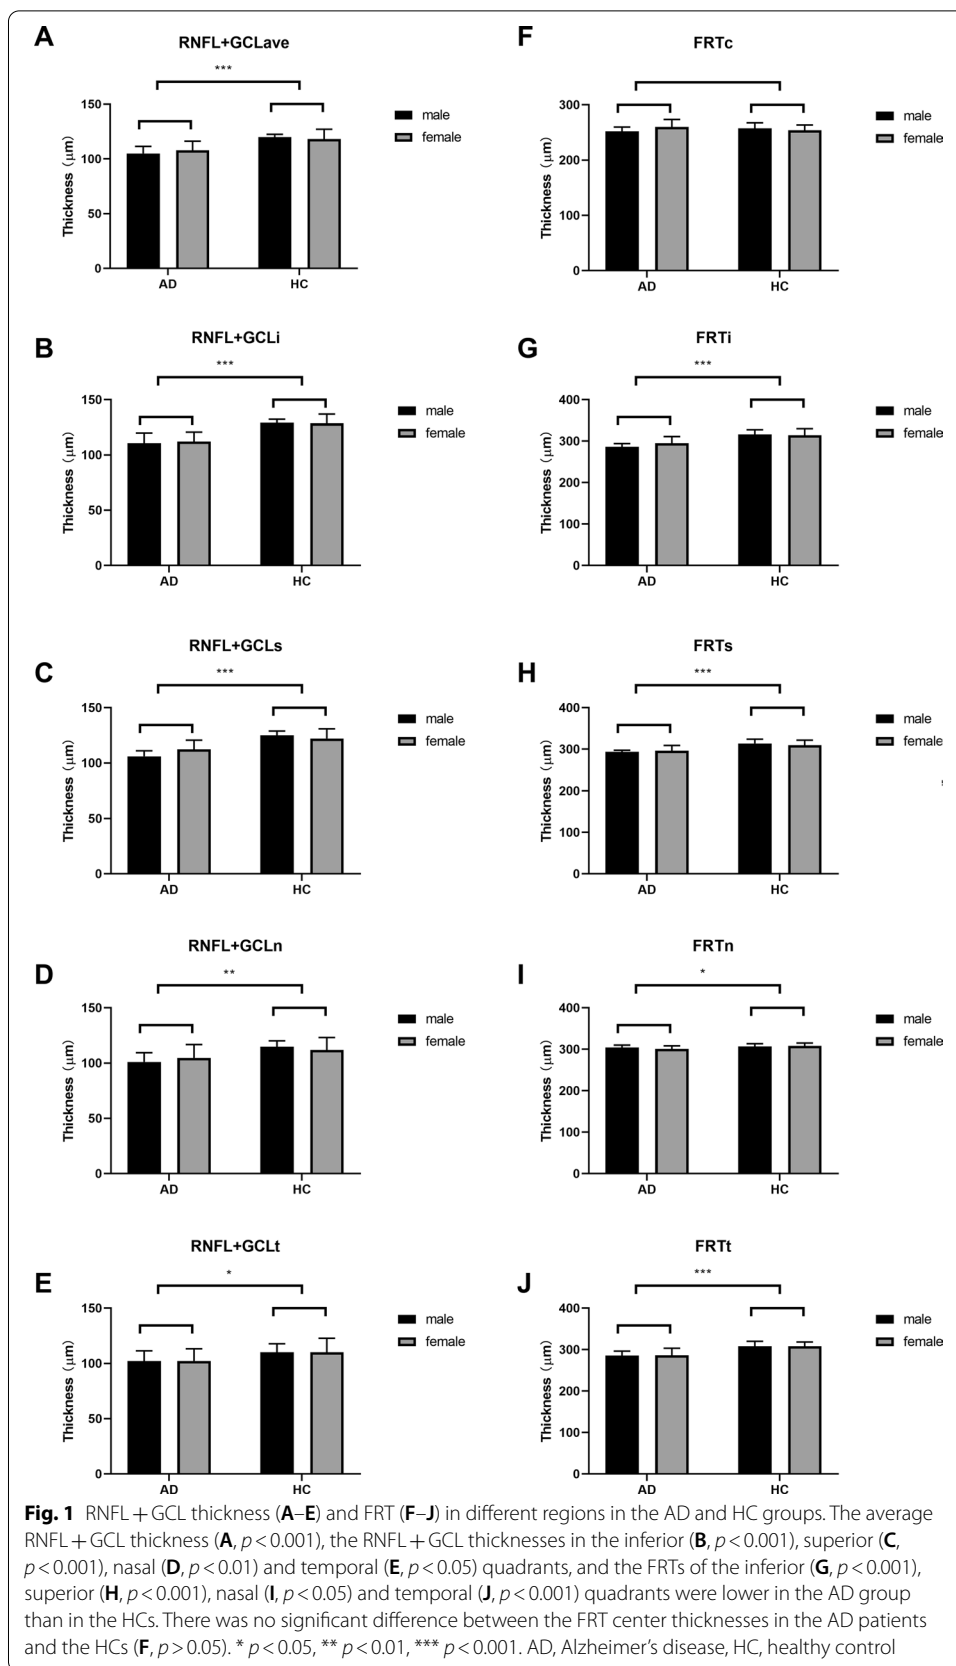 A
RNFL+GCLave
***
Thickness (μm)
150
100
50
0
AD
HC
male
female
F
FRTc
Thickness (μm)
300
200
100
0
AD
HC
male
female
B
RNFL+GCLi
***
Thickness (μm)
150
100
50
0
AD
HC
male
female
G
FRTi
***
Thickness (μm)
400
300
200
100
0
AD
HC
male
female
C
RNFL+GCLs
***
Thickness (μm)
150
100
50
0
AD
HC
male
female
H
FRTs
***
Thickness (μm)
400
300
200
100
0
AD
HC
male
female
D
RNFL+GCLn
**
Thickness (μm)
150
100
50
0
AD
HC
male
female
I
FRTn
*
Thickness (μm)
400
300
200
100
0
AD
HC
male
female
E
RNFL+GCLt
*
Thickness (μm)
150
100
50
0
AD
HC
male
female
J
FRTt
***
Thickness (μm)
400
300
200
100
0
AD
HC
male
female
Fig. 1 RNFL + GCL thickness (A–E) and FRT (F–J) in different regions in the AD and HC groups. The average
RNFL + GCL thickness (A, p < 0.001), the RNFL + GCL thicknesses in the inferior (B, p < 0.001), superior (C,
p < 0.001), nasal (D, p < 0.01) and temporal (E, p < 0.05) quadrants, and the FRTs of the inferior (G, p < 0.001),
superior (H, p < 0.001), nasal (I, p < 0.05) and temporal (J, p < 0.001) quadrants were lower in the AD group
than in the HCs. There was no significant difference between the FRT center thicknesses in the AD patients
and the HCs (F, p > 0.05). * p < 0.05, ** p < 0.01, *** p < 0.001. AD, Alzheimer's disease, HC, healthy control